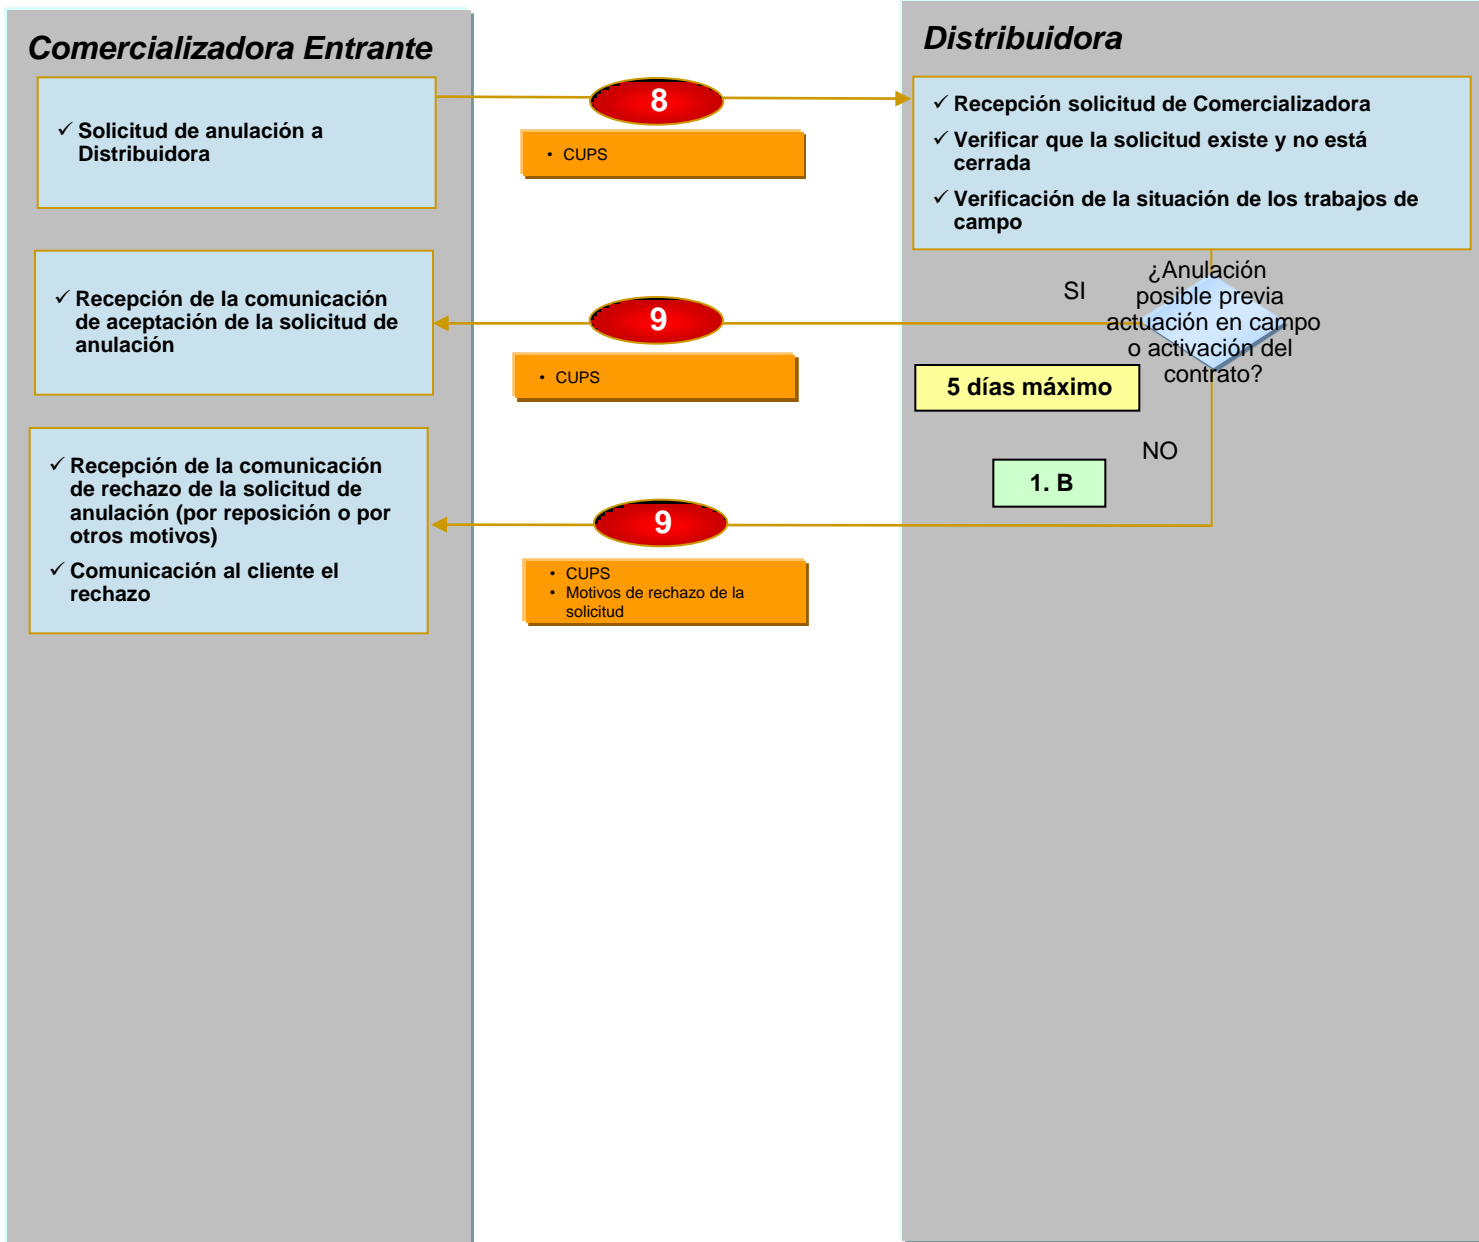 Comercializadora Entrante
✓ Solicitud de anulación a
Distribuidora
8
• CUPS
Distribuidora
✓ Recepción solicitud de Comercializadora
✓ Verificar que la solicitud existe y no está
cerrada
✓ Verificación de la situación de los trabajos de
campo
¿Anulación
posible previa
actuación en campo
o activación del
contrato?
SI
✓ Recepción de la comunicación
de aceptación de la solicitud de
anulación
9
• CUPS
5 días máximo
NO
1. B
✓ Recepción de la comunicación
de rechazo de la solicitud de
anulación (por reposición o por
otros motivos)
✓ Comunicación al cliente el
rechazo
9
• CUPS
• Motivos de rechazo de la
solicitud